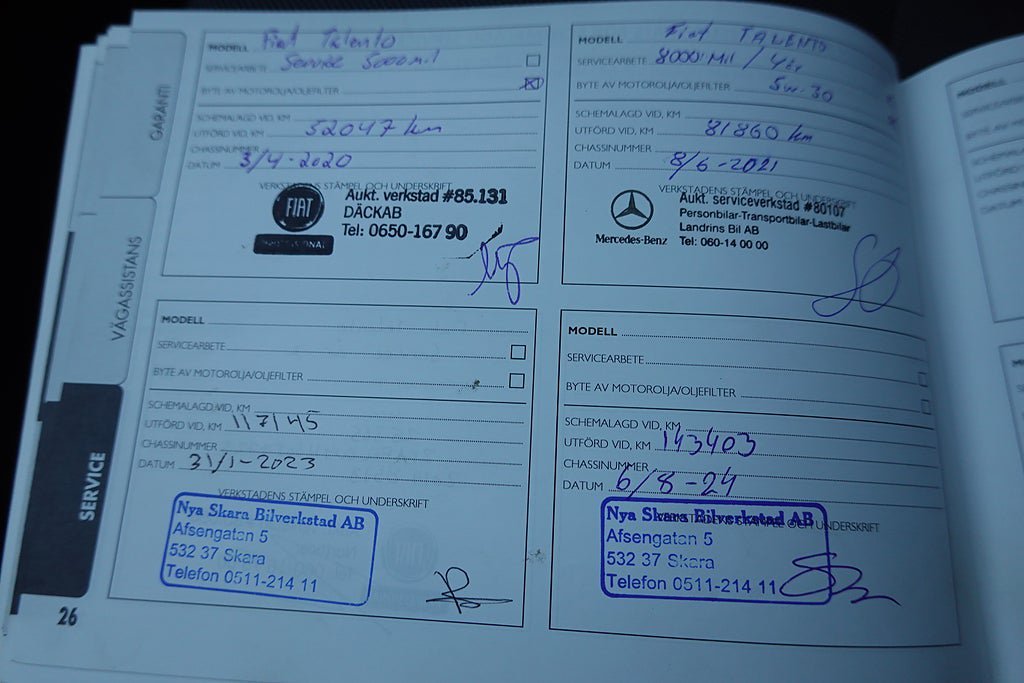 GARANTI
VÄGASSISTANS
SERVICE
26
MODELL Fiat Talento
SERVICEARBETE Service 5000mil
BYTE AV MOTOROLJA/OLJEFILTER
SCHEMALAGD VID, KM
UTFÖRD VID, KM 52047 km
CHASSINUMMER
DATUM 3/4-2020
VERKSTADENS STÄMPEL OCH UNDERSKRIFT
FIAT
PROFESSIONAL
Aukt. verkstad #85.131
DÄCKAB
Tel: 0650-167 90
MODELL Fiat TALENTO
SERVICEARBETE 8000 Mil / 4år
BYTE AV MOTOROLJA/OLJEFILTER 5w-30
SCHEMALAGD VID, KM
UTFÖRD VID, KM 81860 km
CHASSINUMMER
DATUM 8/6-2021
VERKSTADENS STÄMPEL OCH UNDERSKRIFT
Mercedes-Benz
Aukt. serviceverkstad #80107
Personbilar-Transportbilar-Lastbilar
Landrins Bil AB
Tel: 060-14 00 00
MODELL
SERVICEARBETE
BYTE AV MOTOROLJA/OLJEFILTER
SCHEMALAGD VID, KM
UTFÖRD VID, KM 117145
CHASSINUMMER
DATUM 31/1-2023
VERKSTADENS STÄMPEL OCH UNDERSKRIFT
Nya Skara Bilverkstad AB
Afsengatan 5
532 37 Skara
Telefon 0511-214 11
MODELL
SERVICEARBETE
BYTE AV MOTOROLJA/OLJEFILTER
SCHEMALAGD VID, KM
UTFÖRD VID, KM 143403
CHASSINUMMER
DATUM 6/8-24
VERKSTADENS STÄMPEL OCH UNDERSKRIFT
Nya Skara Bilverkstad AB
Afsengatan 5
532 37 Skara
Telefon 0511-214 11